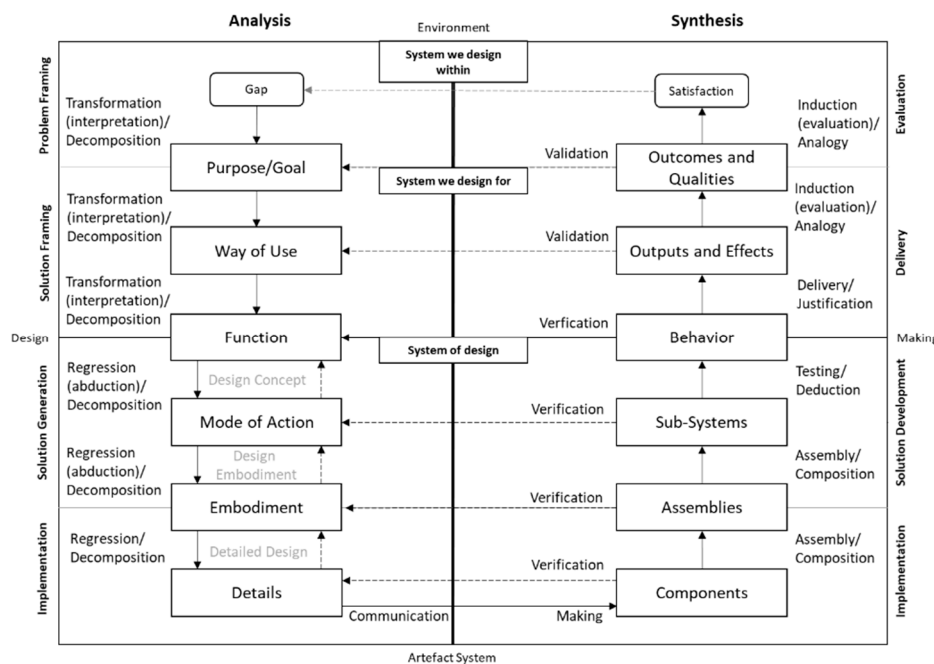 Analysis
Synthesis
Environment
System we design
within
Gap
Satisfaction
Problem Framing
Transformation
(interpretation)/
Decomposition
Induction
(evaluation)/
Analogy
Evaluation
Purpose/Goal
Validation
Outcomes and
Qualities
System we design for
Solution Framing
Transformation
(interpretation)/
Decomposition
Induction
(evaluation)/
Analogy
Way of Use
Validation
Outputs and Effects
Delivery
Transformation
(interpretation)/
Decomposition
Delivery/
Justification
Design
Function
Verfication
Behavior
Making
System of design
Solution Generation
Regression
(abduction)/
Decomposition
Design Concept
Testing/
Deduction
Solution Development
Mode of Action
Verification
Sub-Systems
Regression
(abduction)/
Decomposition
Design
Embodiment
Assembly/
Composition
Embodiment
Verification
Assemblies
Implementation
Regression/
Decomposition
Detailed Design
Assembly/
Composition
Implementation
Details
Verification
Components
Communication
Making
Artefact System